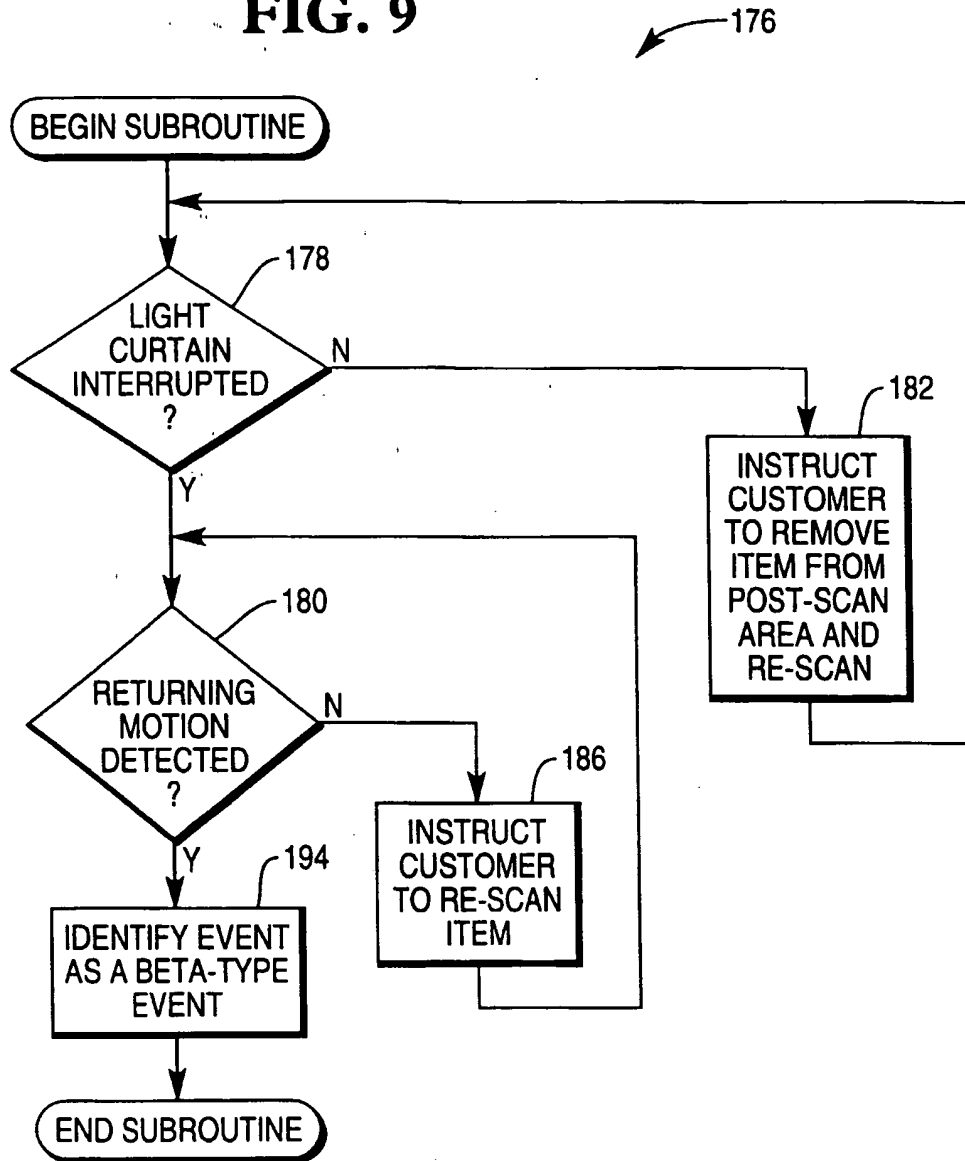 FIG. 9
176
BEGIN SUBROUTINE
178
LIGHT
CURTAIN
INTERRUPTED
?
N
Y
182
INSTRUCT
CUSTOMER
TO REMOVE
ITEM FROM
POST-SCAN
AREA AND
RE-SCAN
180
RETURNING
MOTION
DETECTED
?
N
Y
186
INSTRUCT
CUSTOMER
TO RE-SCAN
ITEM
194
IDENTIFY EVENT
AS A BETA-TYPE
EVENT
END SUBROUTINE